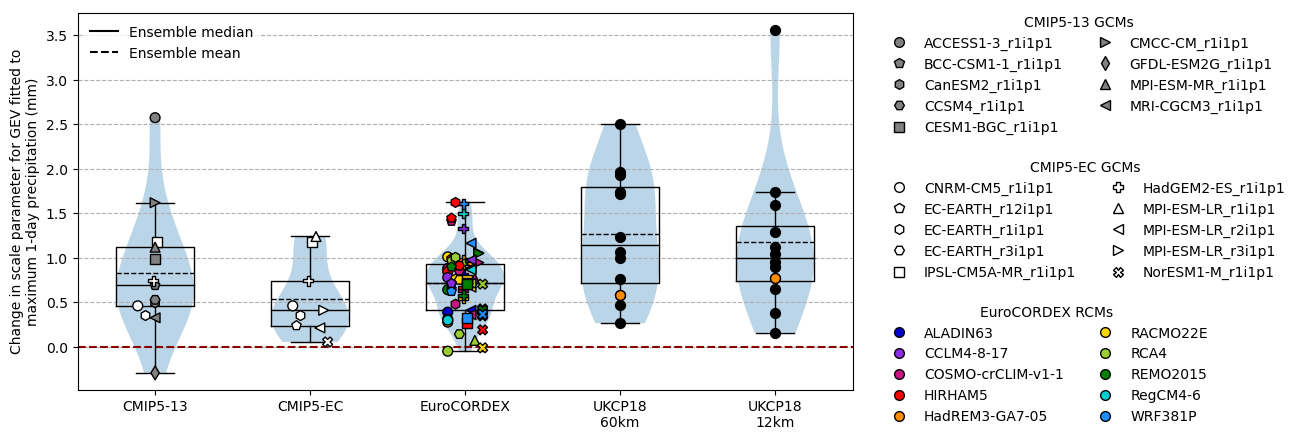 Change in scale parameter for GEV fitted to
maximum 1-day precipitation (mm)
3.5
3.0
2.5
2.0
1.5
1.0
0.5
0.0
Ensemble median
Ensemble mean
CMIP5-13
CMIP5-EC
EuroCORDEX
UKCP18
60km
UKCP18
12km
CMIP5-13 GCMs
ACCESS1-3_r1i1p1
BCC-CSM1-1_r1i1p1
CanESM2_r1i1p1
CCSM4_r1i1p1
CESM1-BGC_r1i1p1
CMCC-CM_r1i1p1
GFDL-ESM2G_r1i1p1
MPI-ESM-MR_r1i1p1
MRI-CGCM3_r1i1p1
CMIP5-EC GCMs
CNRM-CM5_r1i1p1
EC-EARTH_r12i1p1
EC-EARTH_r1i1p1
EC-EARTH_r3i1p1
IPSL-CM5A-MR_r1i1p1
HadGEM2-ES_r1i1p1
MPI-ESM-LR_r1i1p1
MPI-ESM-LR_r2i1p1
MPI-ESM-LR_r3i1p1
NorESM1-M_r1i1p1
EuroCORDEX RCMs
ALADIN63
CCLM4-8-17
COSMO-crCLIM-v1-1
HIRHAM5
HadREM3-GA7-05
RACMO22E
RCA4
REMO2015
RegCM4-6
WRF381P